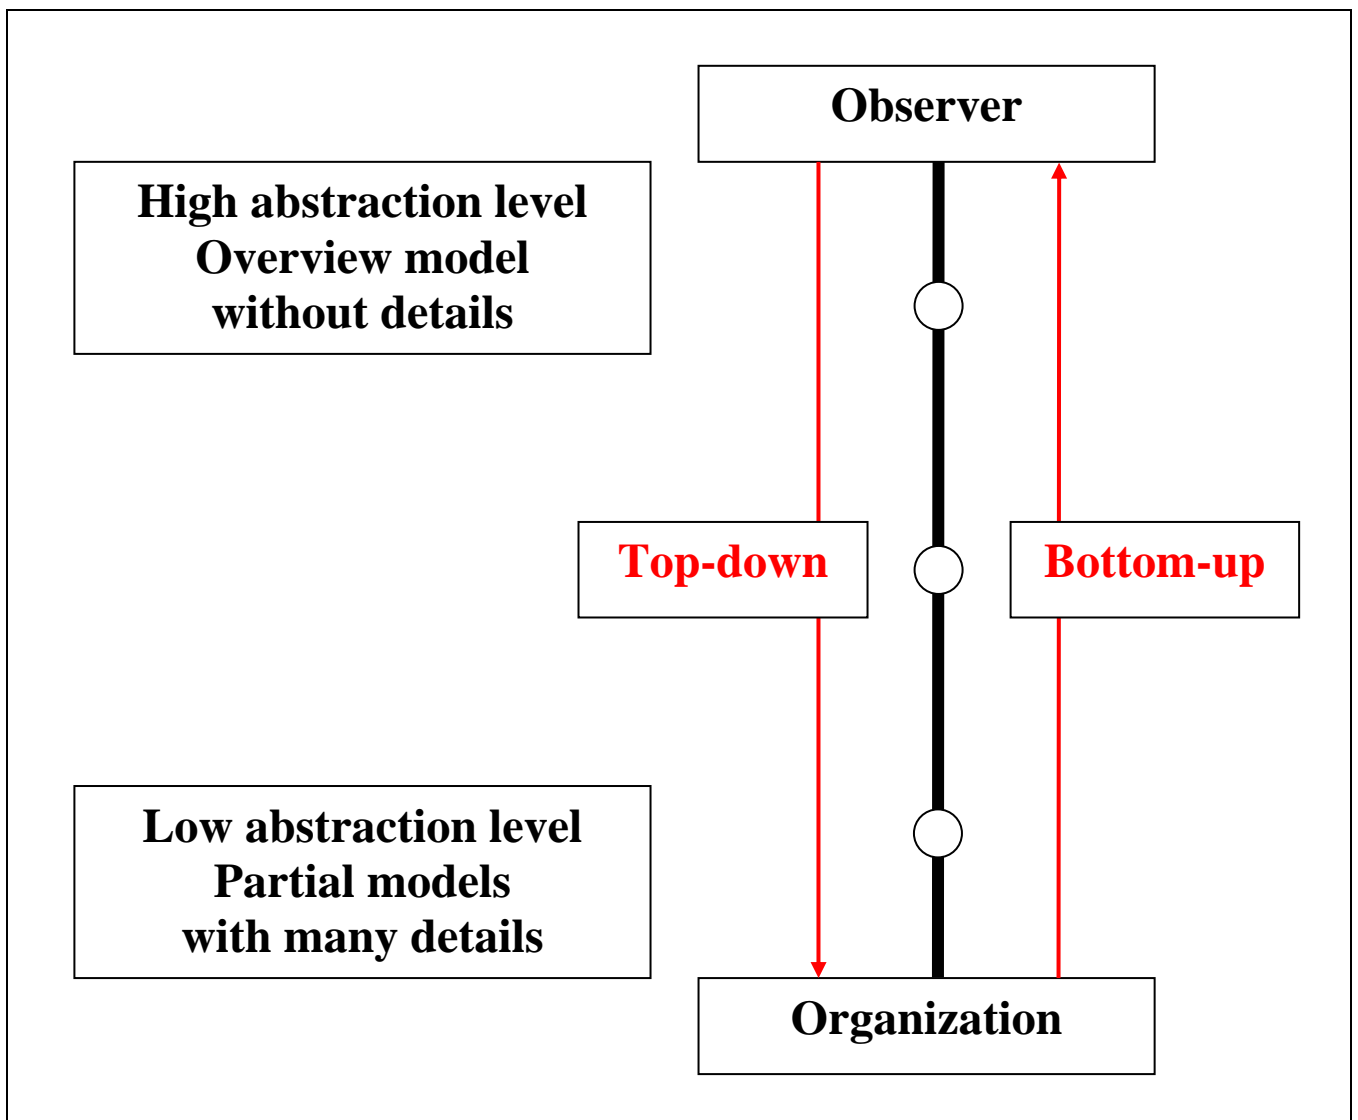 Observer
High abstraction level
Overview model
without details
Top-down
Bottom-up
Low abstraction level
Partial models
with many details
Organization